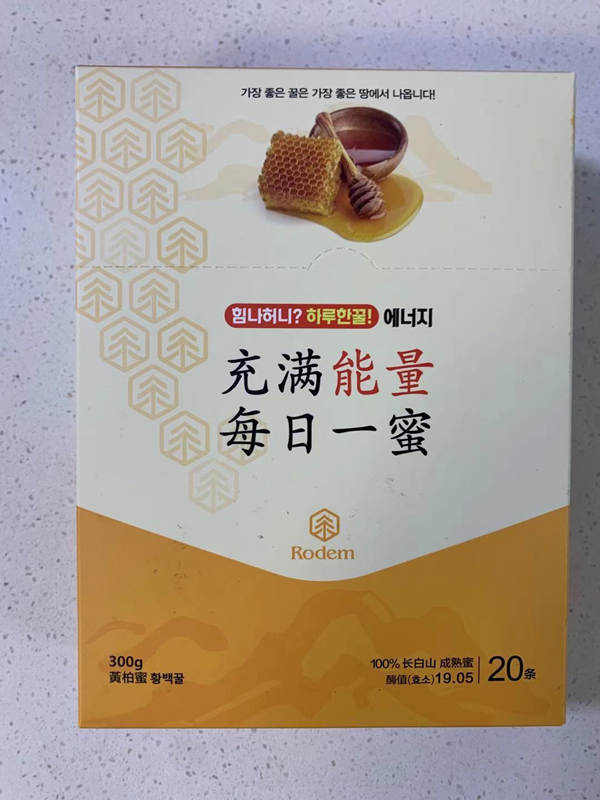 가장 좋은 꿀은 가장 좋은 땅에서 나옵니다!
힘나허니? 하루한꿀! 에너지
充满能量
每日一蜜
Rodem
300g
黃柏蜜 황백꿀
100% 长白山 成熟蜜
酶值(효소)19.05
20条